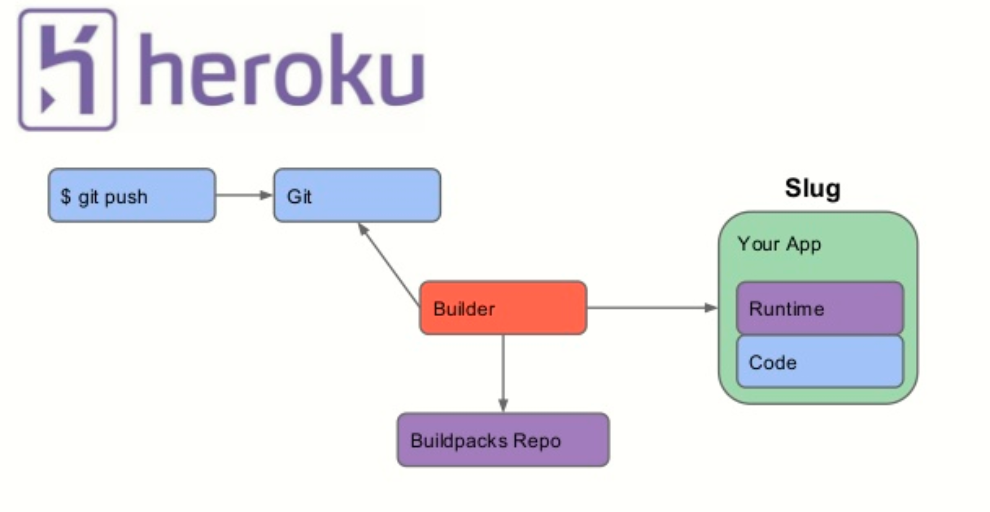 heroku
$ git push
Git
Slug
Your App
Builder
Runtime
Code
Buildpacks Repo